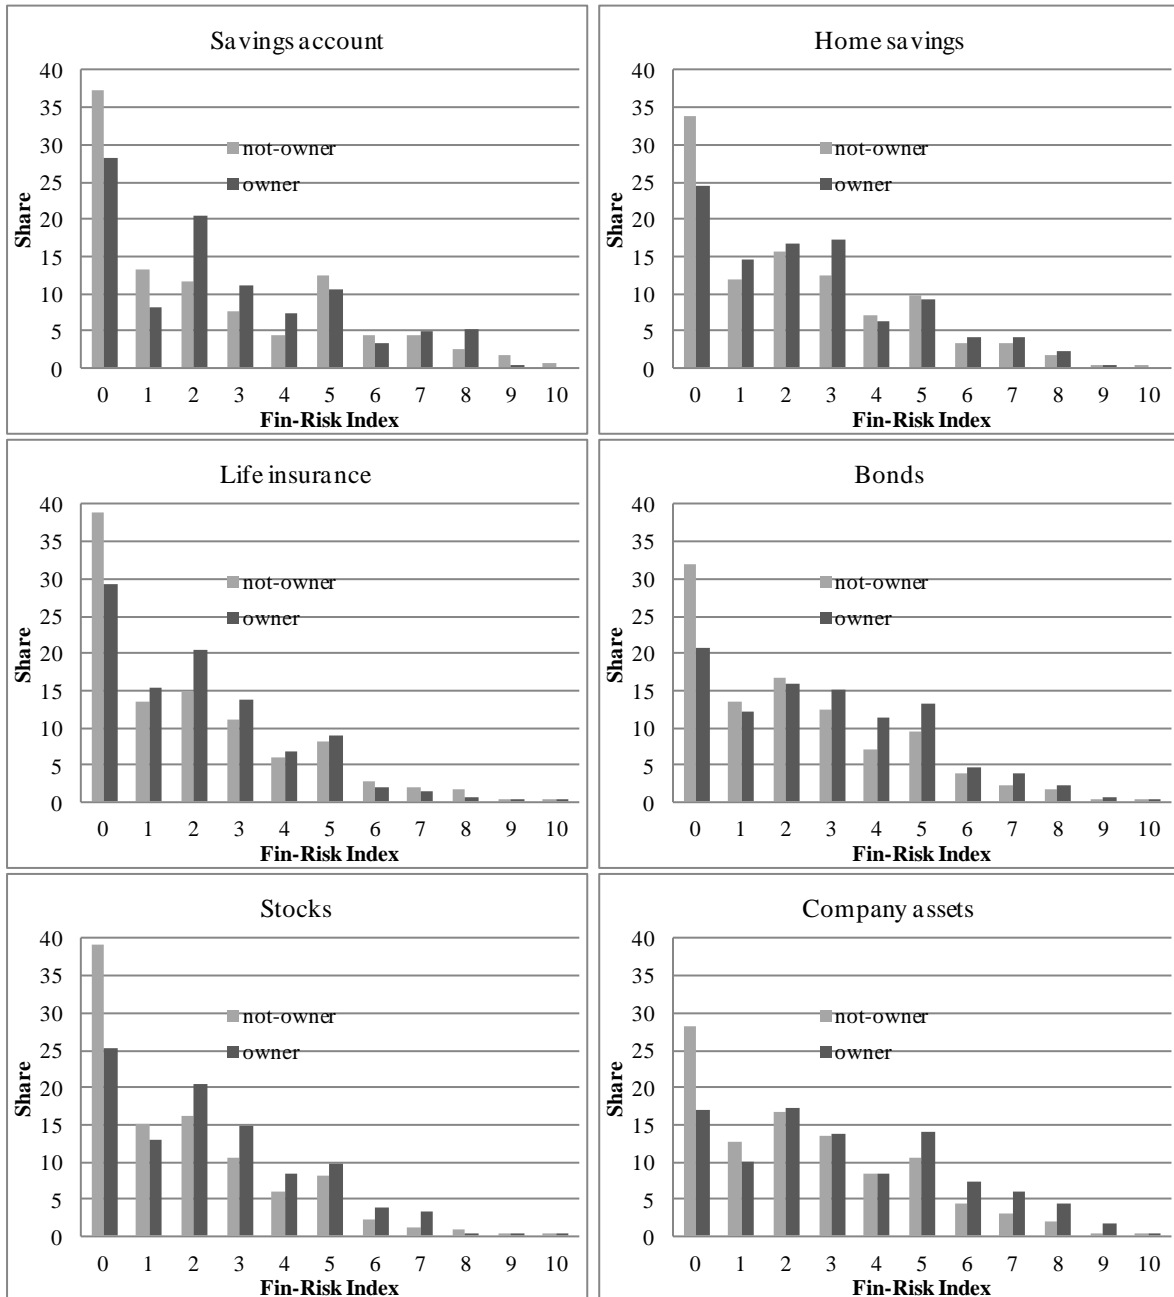 Savings account
40
35
30
25
20
15
10
5
0
Share
not-owner
owner
0 1 2 3 4 5 6 7 8 9 10
Fin-Risk Index
Home savings
40
35
30
25
20
15
10
5
0
Share
not-owner
owner
0 1 2 3 4 5 6 7 8 9 10
Fin-Risk Index
Life insurance
40
35
30
25
20
15
10
5
0
Share
not-owner
owner
0 1 2 3 4 5 6 7 8 9 10
Fin-Risk Index
Bonds
40
35
30
25
20
15
10
5
0
Share
not-owner
owner
0 1 2 3 4 5 6 7 8 9 10
Fin-Risk Index
Stocks
40
35
30
25
20
15
10
5
0
Share
not-owner
owner
0 1 2 3 4 5 6 7 8 9 10
Fin-Risk Index
Company assets
40
35
30
25
20
15
10
5
0
Share
not-owner
owner
0 1 2 3 4 5 6 7 8 9 10
Fin-Risk Index